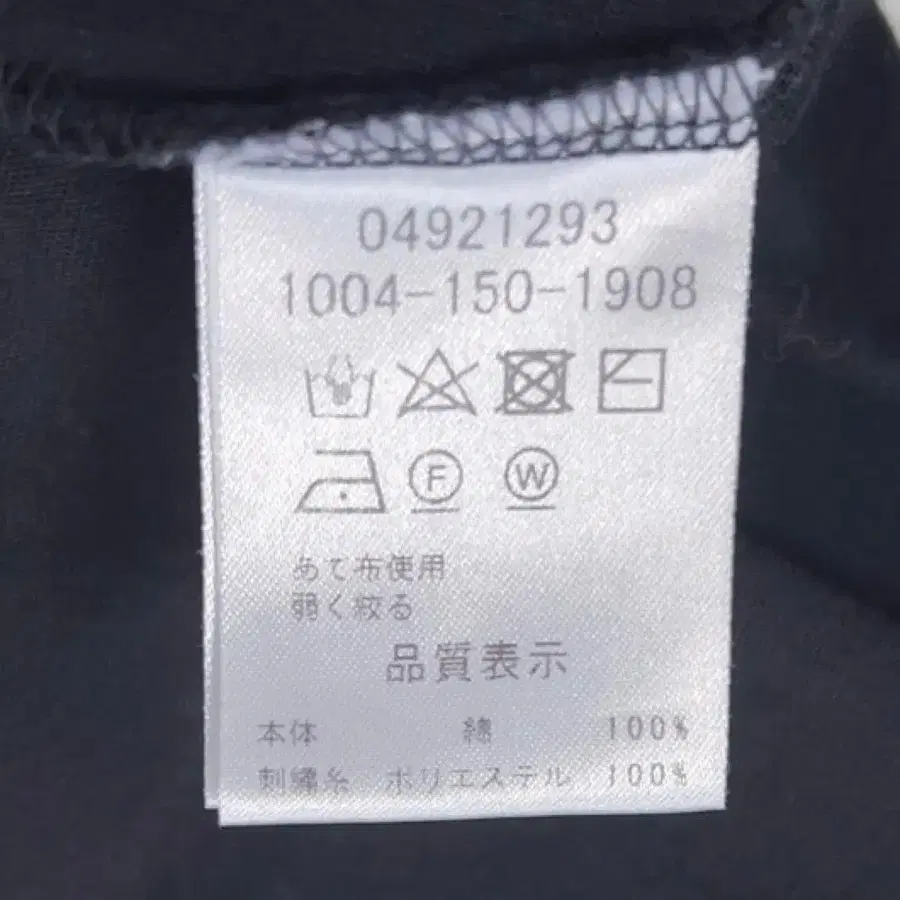 04921293
1004-150-1908
F W
あて布使用
弱く絞る
品質表示
本体 綿 100%
刺繍糸 ポリエステル 100%